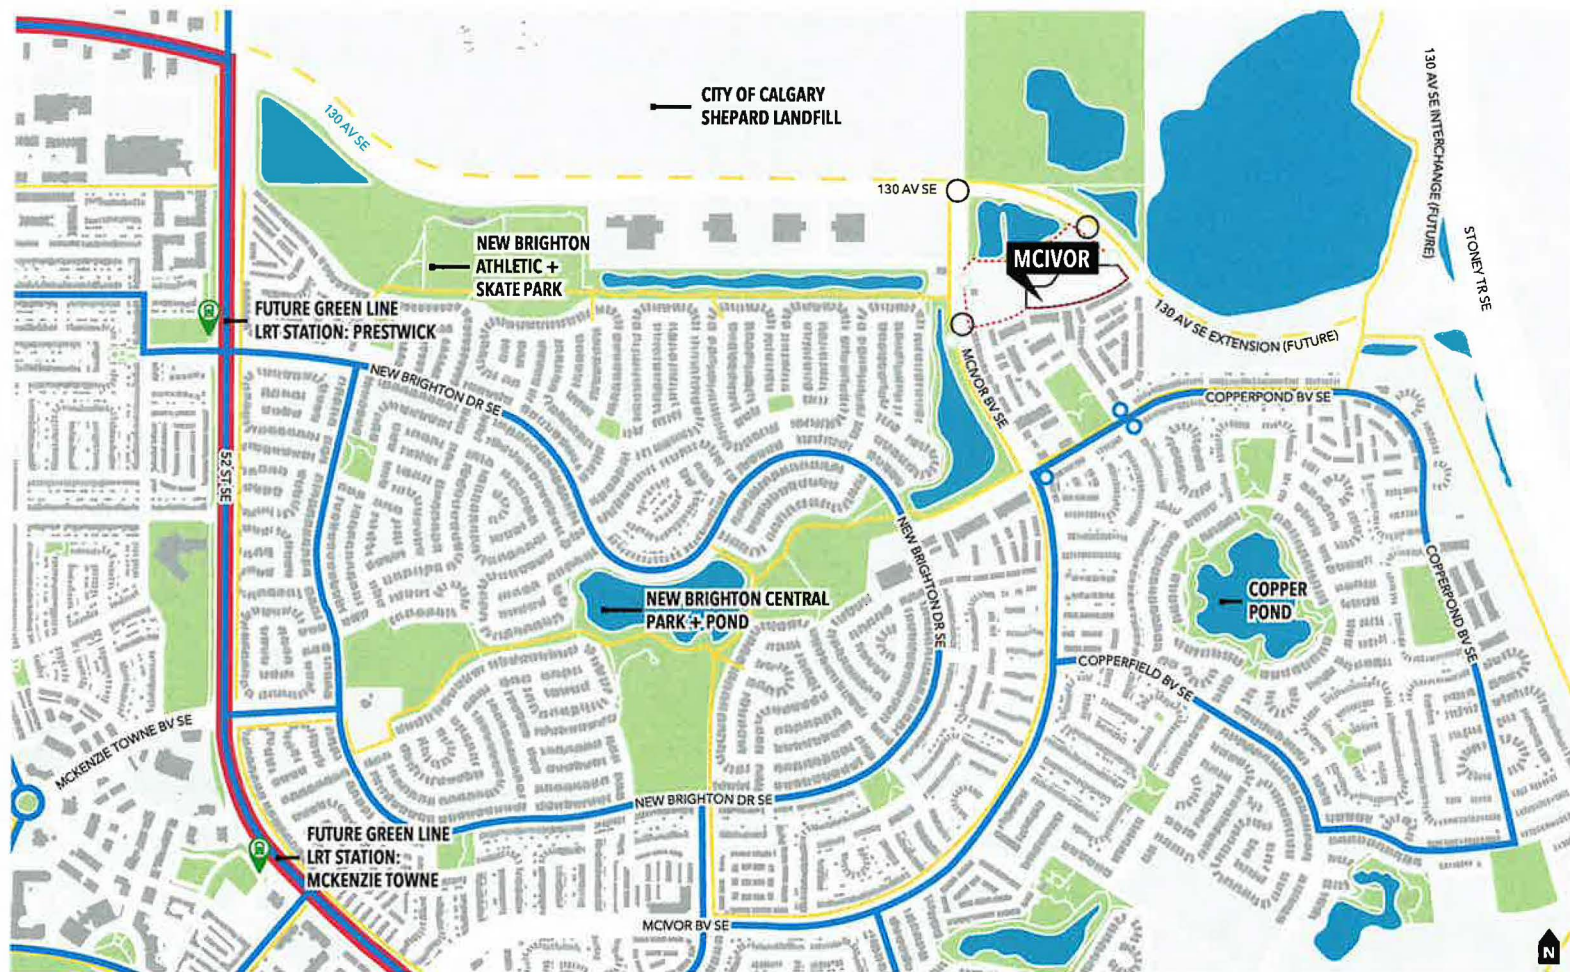 CITY OF CALGARY
SHEPARD LANDFILL
130 AV SE
130 AV SE
130 AV SE INTERCHANGE (FUTURE)
STONEY TR SE
NEW BRIGHTON
ATHLETIC +
SKATE PARK
MCIVOR
FUTURE GREEN LINE
LRT STATION: PRESTWICK
130 AV SE EXTENSION (FUTURE)
NEW BRIGHTON DR SE
MCIVOR BV SE
COPPERPOND BV SE
52 ST SE
NEW BRIGHTON DR SE
COPPERPOND BV SE
NEW BRIGHTON CENTRAL
PARK + POND
COPPER
POND
COPPERFIELD BV SE
MCKENZIE TOWNE BV SE
NEW BRIGHTON DR SE
FUTURE GREEN LINE
LRT STATION:
MCKENZIE TOWNE
MCIVOR BV SE
N